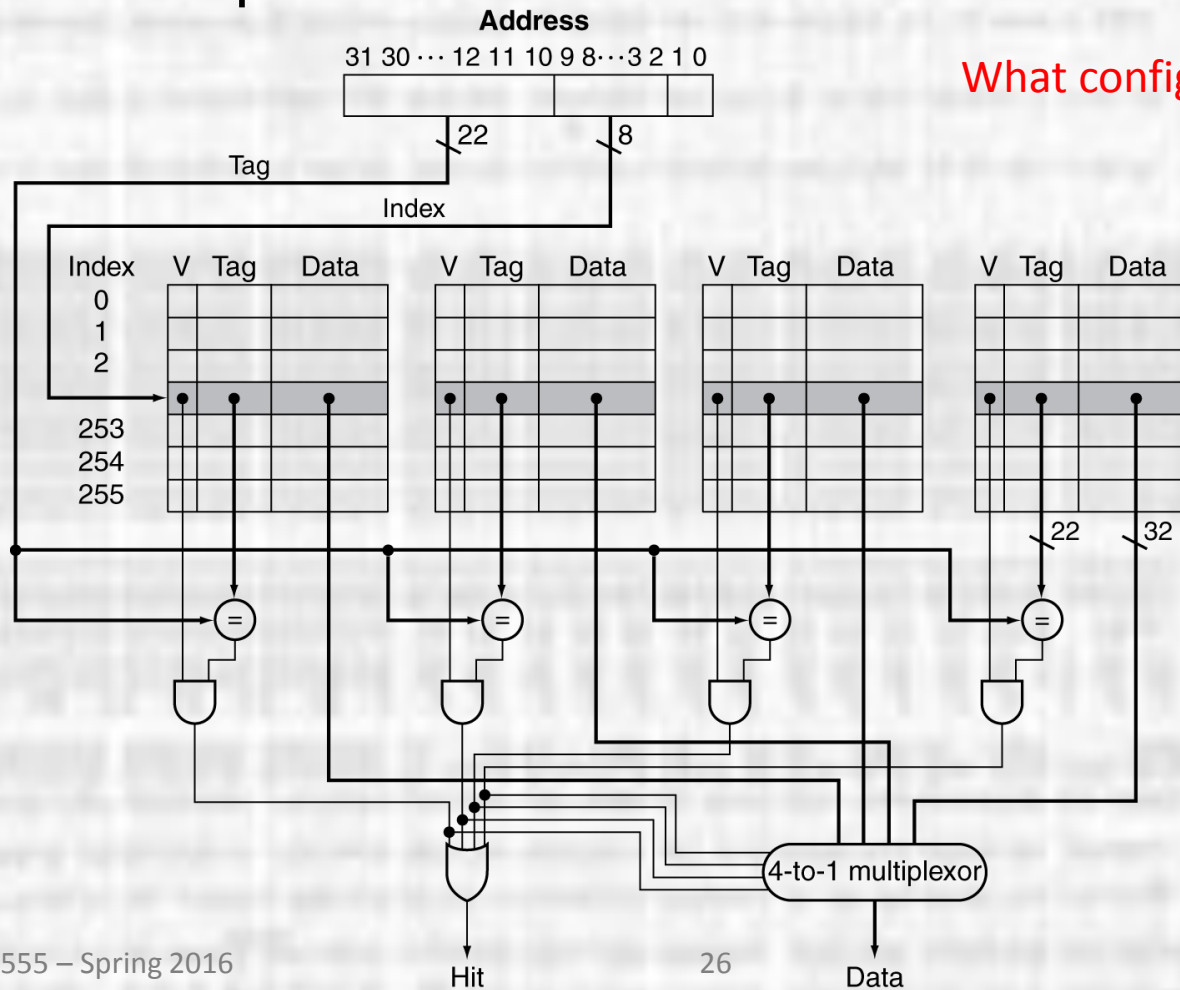 Address
31 30 ··· 12 11 10 9 8···3 2 1 0
What config
22
8
Tag
Index
Index V Tag Data V Tag Data V Tag Data V Tag Data
0
1
2
253
254
255
22
32
= = = =
4-to-1 multiplexor
555 – Spring 2016
26
Hit
Data